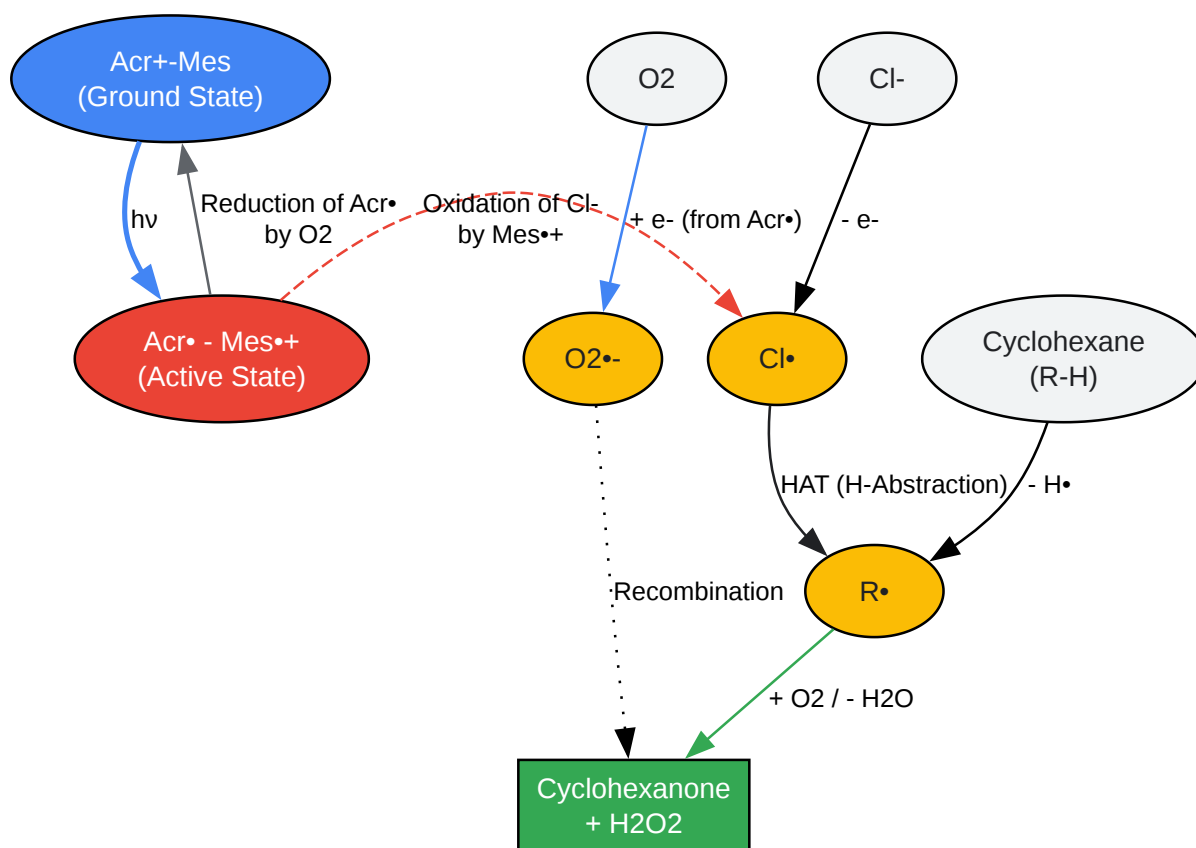 Acr+-Mes
(Ground State)
O2
Cl-
hν
Reduction of Acr•
by O2
Oxidation of Cl-
by Mes•+
+ e- (from Acr•)
- e-
Acr• - Mes•+
(Active State)
O2•-
Cl•
Cyclohexane
(R-H)
HAT (H-Abstraction)
- H•
Recombination
R•
+ O2 / - H2O
Cyclohexanone
+ H2O2